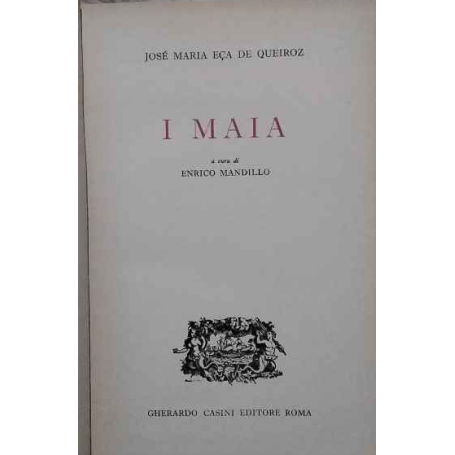 JOSÉ MARIA EÇA DE QUEIROZ
I MAIA
a cura di
ENRICO MANDILLO
GHERARDO CASINI EDITORE ROMA